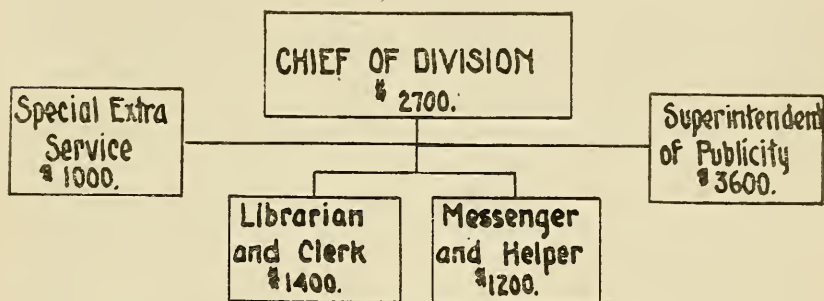 CHIEF OF DIVISION
$ 2700.
Special Extra
Service
$ 1000.
Superintendent
of Publicity
$ 3600.
Librarian
and Clerk
$1400.
Messenger
and Helper
$1200.